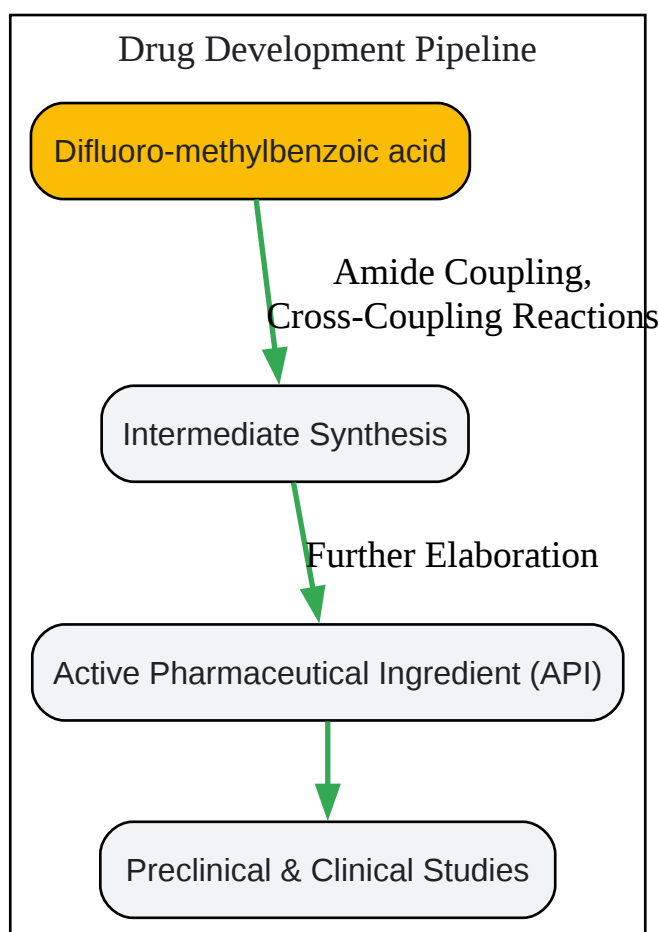 Drug Development Pipeline
Difluoro-methylbenzoic acid
Amide Coupling,
Cross-Coupling Reactions
Intermediate Synthesis
Further Elaboration
Active Pharmaceutical Ingredient (API)
Preclinical & Clinical Studies